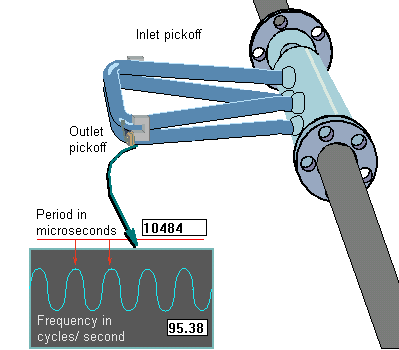 Inlet pickoff
Outlet
pickoff
Period in
microseconds
10484
Frequency in
cycles/ second
95.38